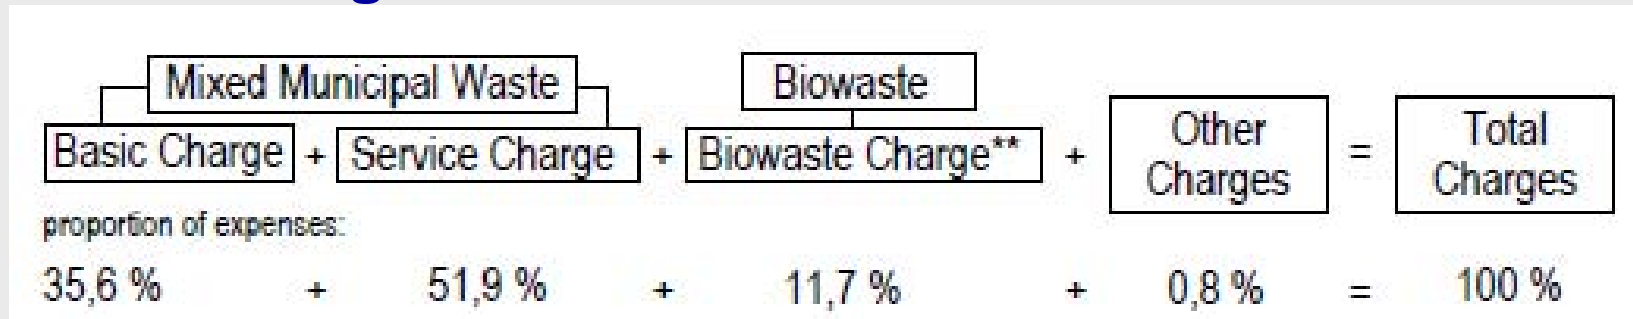 Mixed Municipal Waste
Biowaste
Basic Charge + Service Charge + Biowaste Charge** + Other Charges = Total Charges
proportion of expenses:
35,6 % + 51,9 % + 11,7 % + 0,8 % = 100 %